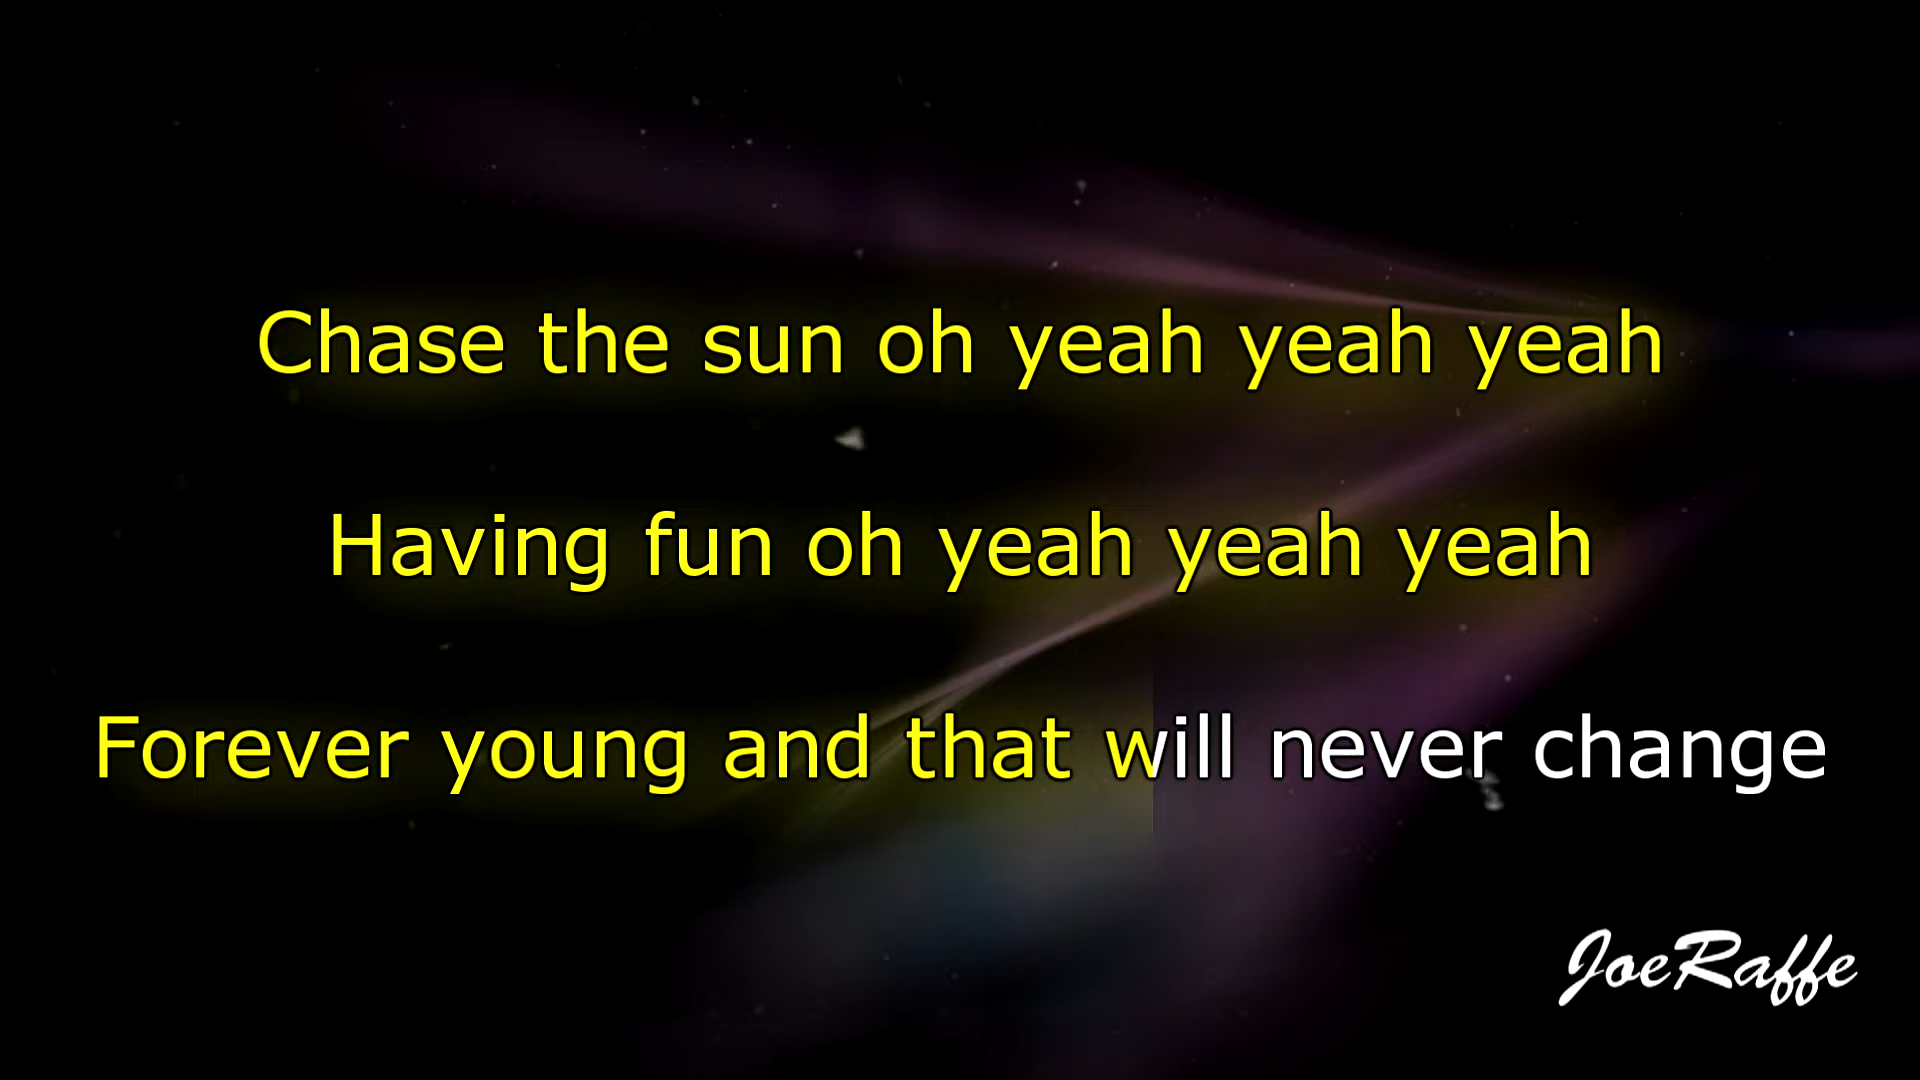 Chase the sun oh yeah yeah yeah
Having fun oh yeah yeah yeah
Forever young and that will never change
JoeRaffe